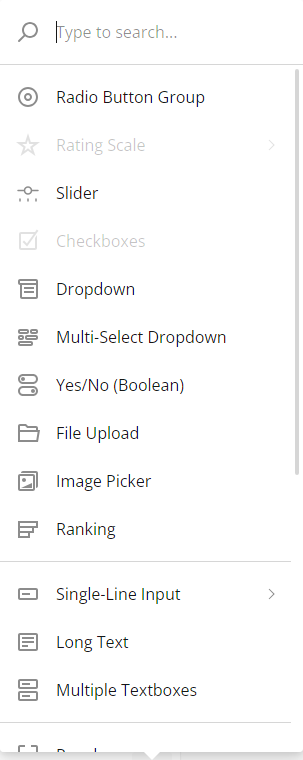 Type to search...
Radio Button Group
Rating Scale
Slider
Checkboxes
Dropdown
Multi-Select Dropdown
Yes/No (Boolean)
File Upload
Image Picker
Ranking
Single-Line Input
Long Text
Multiple Textboxes